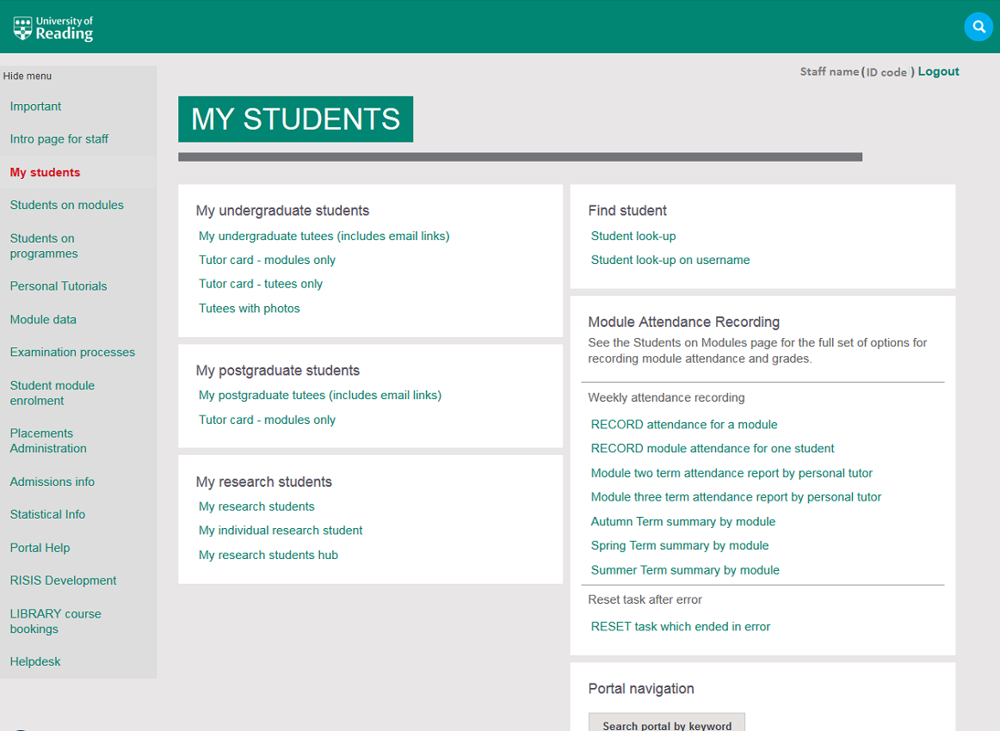 University of
Reading
Staff name ( ID code ) Logout
Hide menu
Important
Intro page for staff
My students
Students on modules
Students on
programmes
Personal Tutorials
Module data
Examination processes
Student module
enrolment
Placements
Administration
Admissions info
Statistical Info
Portal Help
RISIS Development
LIBRARY course
bookings
Helpdesk
MY STUDENTS
My undergraduate students
My undergraduate tutees (includes email links)
Tutor card - modules only
Tutor card - tutees only
Tutees with photos
My postgraduate students
My postgraduate tutees (includes email links)
Tutor card - modules only
My research students
My research students
My individual research student
My research students hub
Find student
Student look-up
Student look-up on username
Module Attendance Recording
See the Students on Modules page for the full set of options for
recording module attendance and grades.
Weekly attendance recording
RECORD attendance for a module
RECORD module attendance for one student
Module two term attendance report by personal tutor
Module three term attendance report by personal tutor
Autumn Term summary by module
Spring Term summary by module
Summer Term summary by module
Reset task after error
RESET task which ended in error
Portal navigation
Search portal by keyword